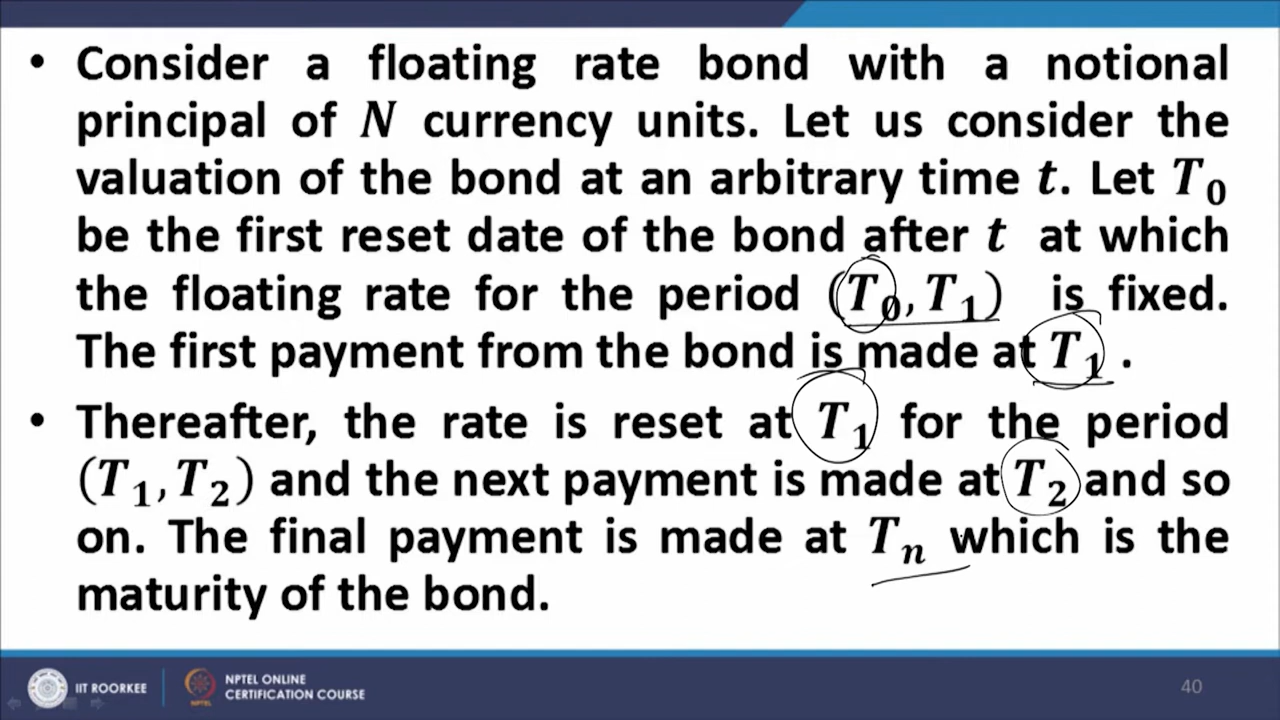 • Consider a floating rate bond with a notional
principal of N currency units. Let us consider the
valuation of the bond at an arbitrary time t. Let T₀
be the first reset date of the bond after t at which
the floating rate for the period (T₀, T₁) is fixed.
The first payment from the bond is made at T₁ .
• Thereafter, the rate is reset at T₁ for the period
(T₁, T₂) and the next payment is made at T₂ and so
on. The final payment is made at Tₙ which is the
maturity of the bond.
IIT ROORKEE
NPTEL ONLINE
CERTIFICATION COURSE
40